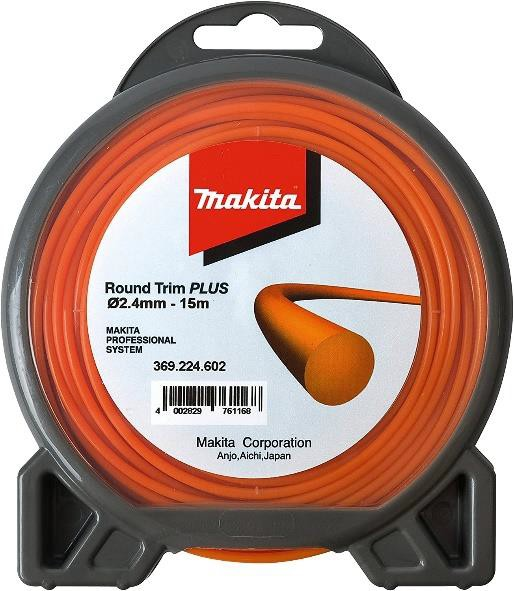 makita
Round Trim PLUS
Ø2.4mm - 15m
MAKITA
PROFESSIONAL
SYSTEM
369.224.602
4 002829 761168
Makita Corporation
Anjo,Aichi,Japan